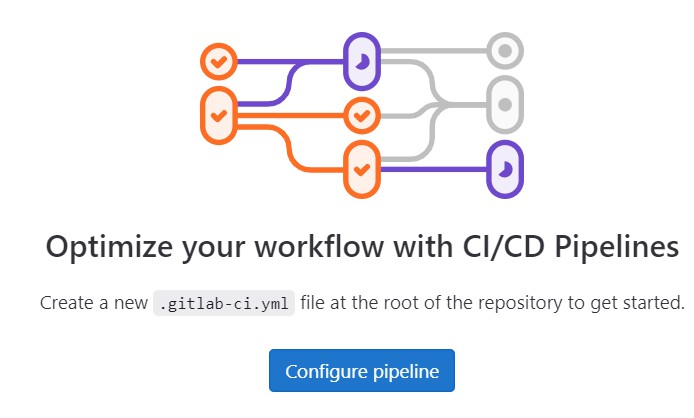 Optimize your workflow with CI/CD Pipelines
Create a new .gitlab-ci.yml file at the root of the repository to get started.
Configure pipeline